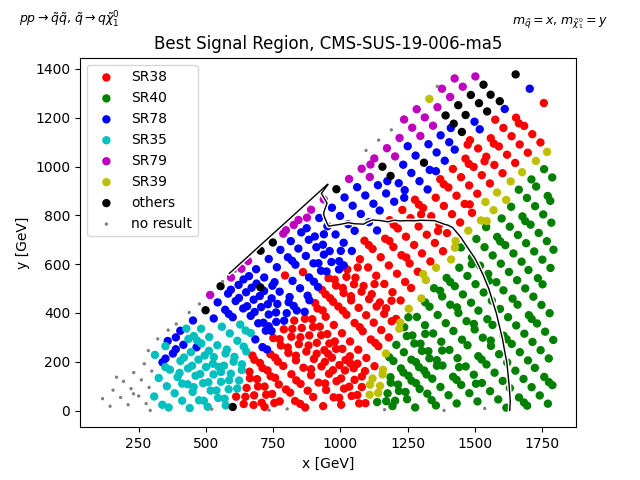 pp → q̃q̃, q̃ → qχ̃₁⁰
m_q̃ = x, m_χ̃₁⁰ = y
Best Signal Region, CMS-SUS-19-006-ma5
SR38
SR40
SR78
SR35
SR79
SR39
others
no result
1400
1200
1000
800
600
400
200
0
y [GeV]
250 500 750 1000 1250 1500 1750
x [GeV]